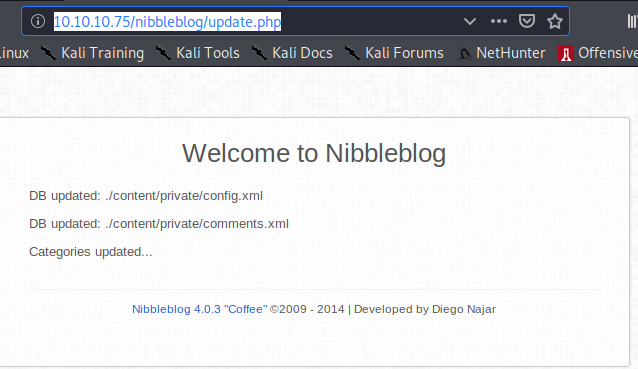 10.10.10.75/nibbleblog/update.php
Linux Kali Training Kali Tools Kali Docs Kali Forums NetHunter Offensive
Welcome to Nibbleblog
DB updated: ./content/private/config.xml
DB updated: ./content/private/comments.xml
Categories updated...
Nibbleblog 4.0.3 "Coffee" ©2009 - 2014 | Developed by Diego Najar